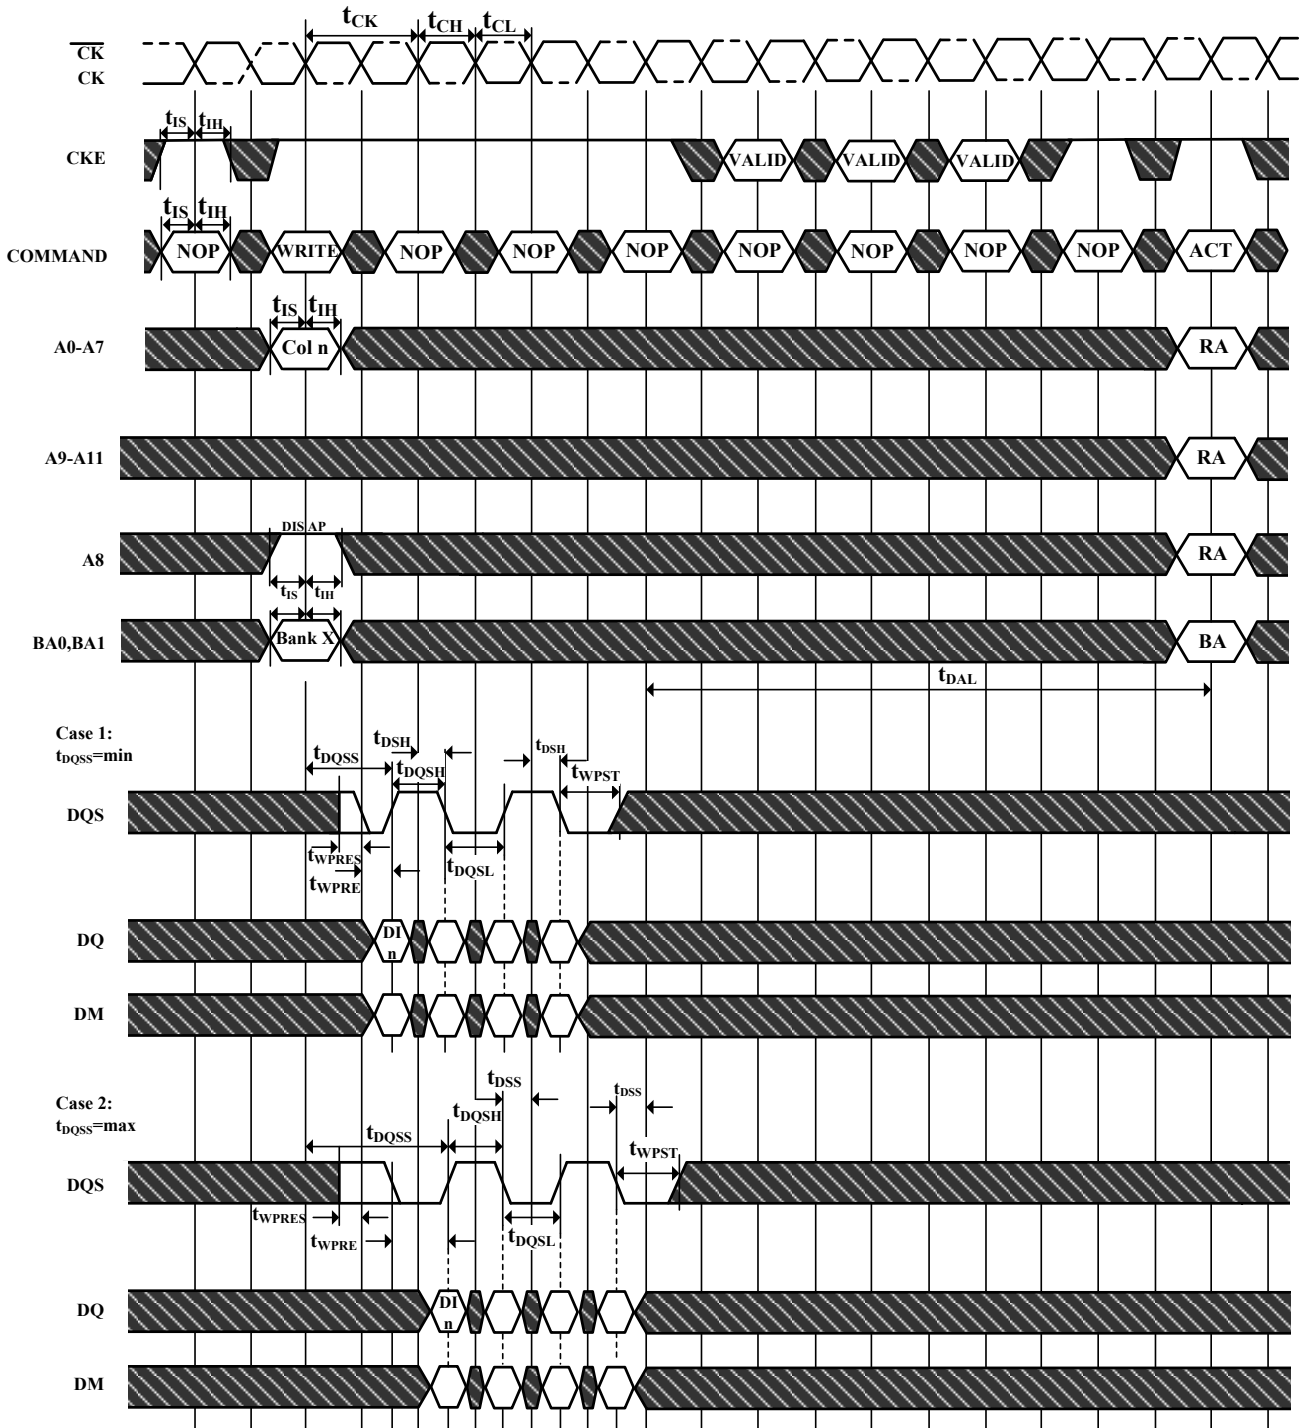 tCK tCH tCL
CK
CK
tIS tIH
CKE VALID VALID VALID
tIS tIH
COMMAND NOP WRITE NOP NOP NOP NOP NOP NOP NOP ACT
tIS tIH
A0-A7 Col n RA
A9-A11 RA
DIS AP
A8 RA
tIS tIH
BA0,BA1 Bank X BA
tDAL
Case 1:
tDQSS=min
tDQSS tDSH tDQSH tDSH tWPST
DQS
tWPRES tDQSL
tWPRE
DQ DI
n
DM
Case 2:
tDQSS=max
tDQSS tDSS tDQSH tDSS tWPST
DQS
tWPRES tDQSL
tWPRE
DQ DI
n
DM